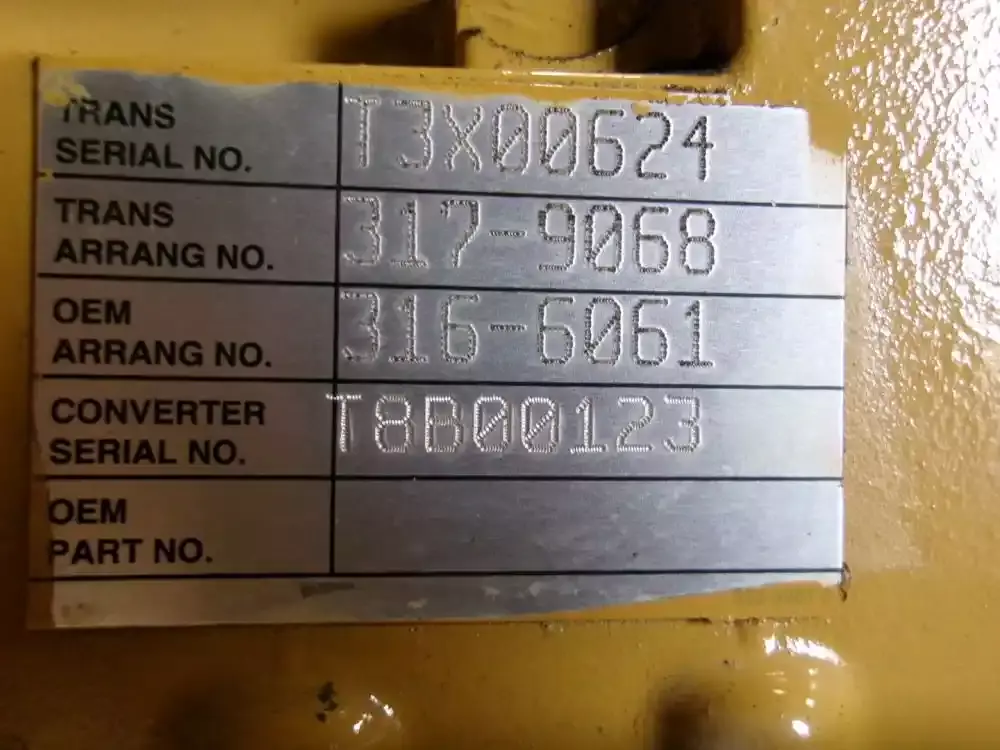 TRANS
SERIAL NO. T3X00624
TRANS
ARRANG NO. 317-9068
OEM
ARRANG NO. 316-6061
CONVERTER
SERIAL NO. T8B00123
OEM
PART NO.